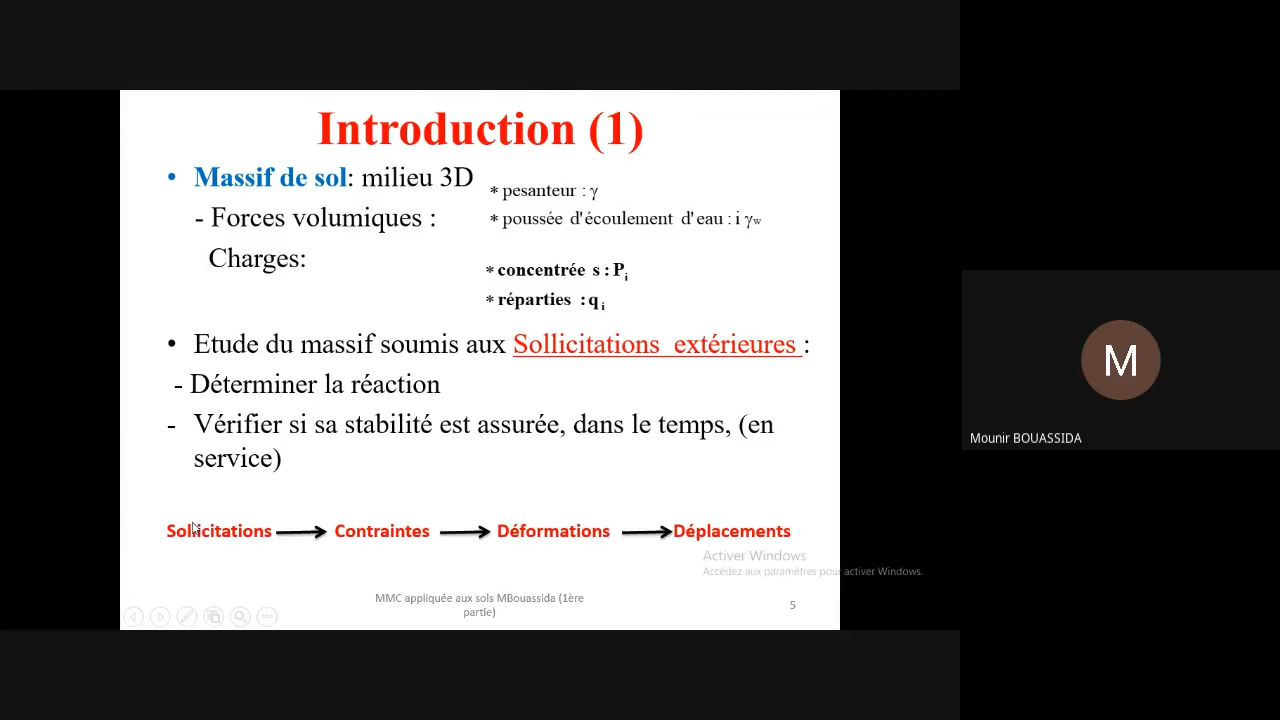 Introduction (1)
• Massif de sol: milieu 3D
* pesanteur : γ
- Forces volumiques :
* poussée d'écoulement d'eau : i γw
Charges:
* concentrée s : Pi
* réparties : qi
• Etude du massif soumis aux Sollicitations extérieures :
- Déterminer la réaction
- Vérifier si sa stabilité est assurée, dans le temps, (en
service)
Sollicitations → Contraintes → Déformations → Déplacements
Activer Windows
Accédez aux paramètres pour activer Windows.
MMC appliquée aux sols MBouassida (1ère
partie)
5
M
Mounir BOUASSIDA